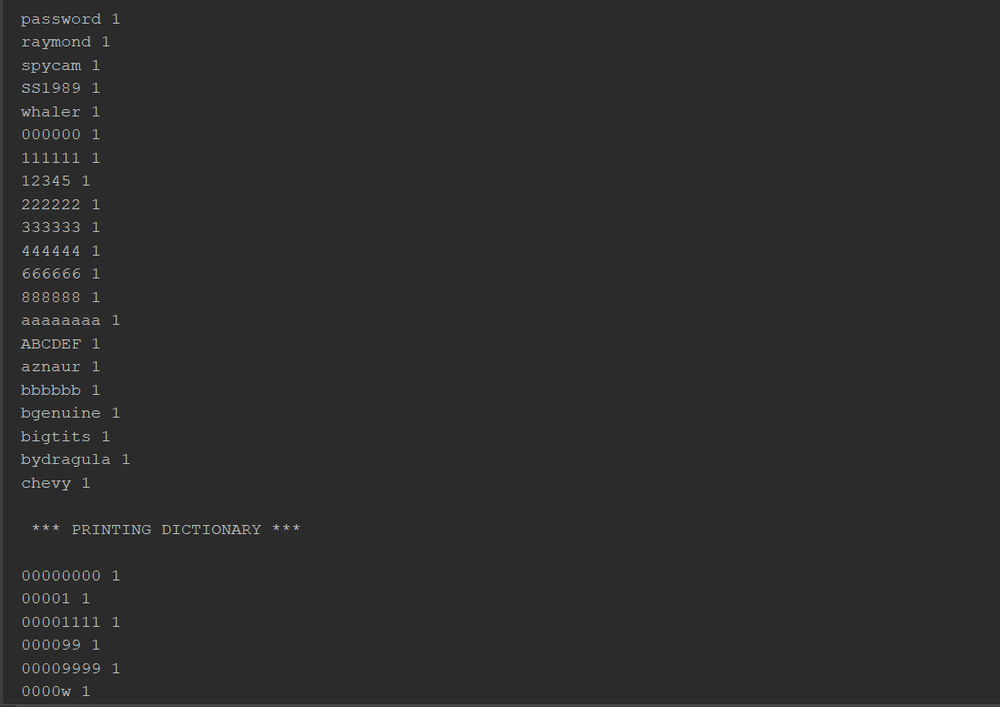 password 1
raymond 1
spycam 1
SS1989 1
whaler 1
000000 1
111111 1
12345 1
222222 1
333333 1
444444 1
666666 1
888888 1
aaaaaaaa 1
ABCDEF 1
aznaur 1
bbbbbb 1
bgenuine 1
bigtits 1
bydragula 1
chevy 1
*** PRINTING DICTIONARY ***
00000000 1
00001 1
00001111 1
000099 1
00009999 1
0000w 1